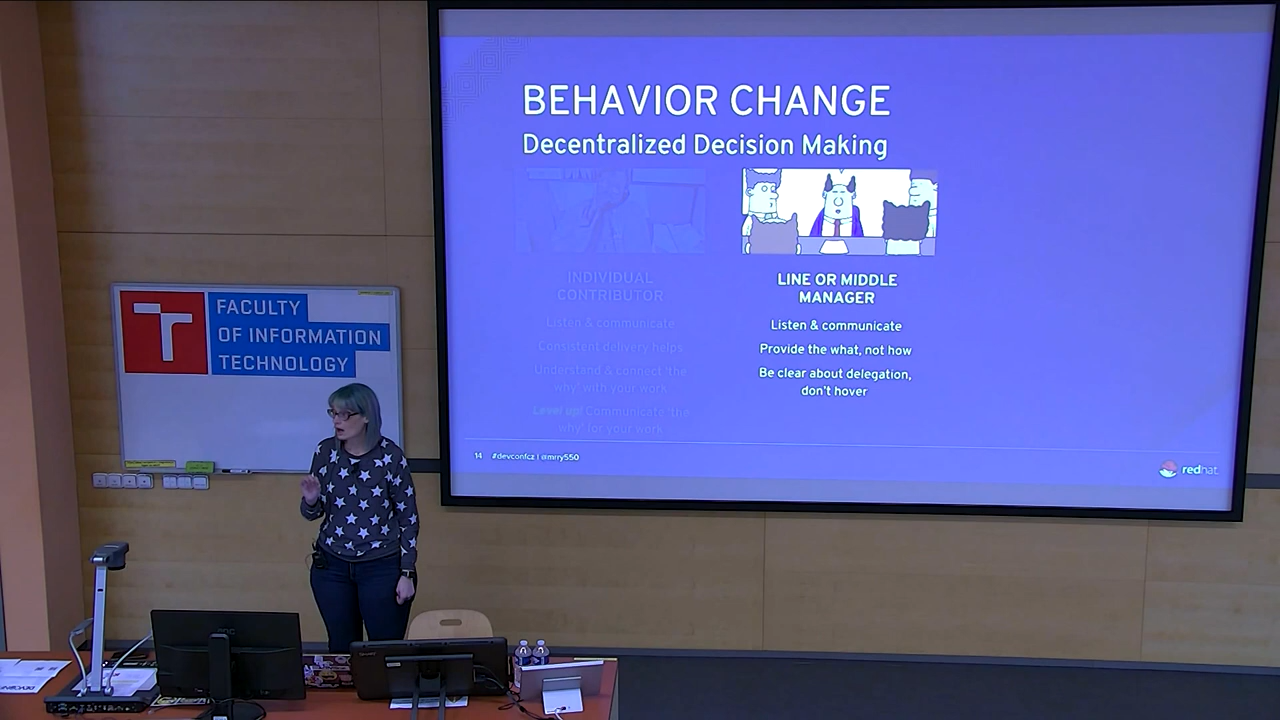 BEHAVIOR CHANGE
Decentralized Decision Making
INDIVIDUAL
CONTRIBUTOR
Listen & communicate
Consistent delivery helps
Understand & connect 'the
why' with your work
Level up! Communicate 'the
why' for your work
LINE OR MIDDLE
MANAGER
Listen & communicate
Provide the what, not how
Be clear about delegation,
don't hover
14 #devconfcz | @mrry550
redhat
T
FACULTY
OF INFORMATION
TECHNOLOGY